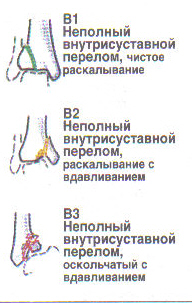 B1
Неполный
внутрисуставной
перелом, чистое
раскалывание
B2
Неполный
внутрисуставной
перелом,
раскалывание с
вдавливанием
B3
Неполный
внутрисуставной
перелом,
оскольчатый с
вдавливанием